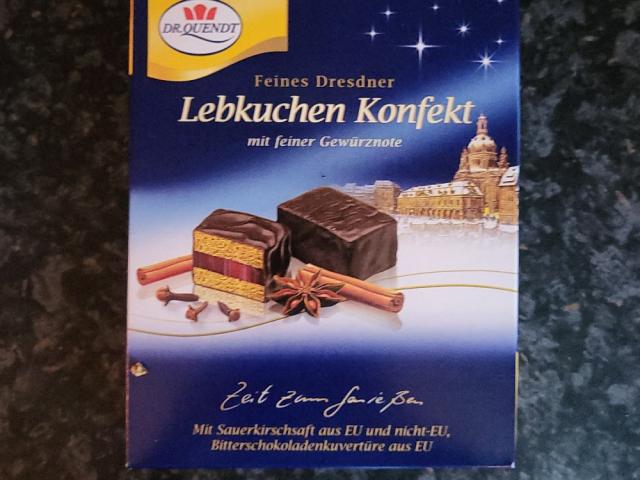 DR. QUENDT
Feines Dresdner
Lebkuchen Konfekt
mit feiner Gewürznote
Zeit zum Genießen
Mit Sauerkirschsaft aus EU und nicht-EU,
Bitterschokoladenkuvertüre aus EU